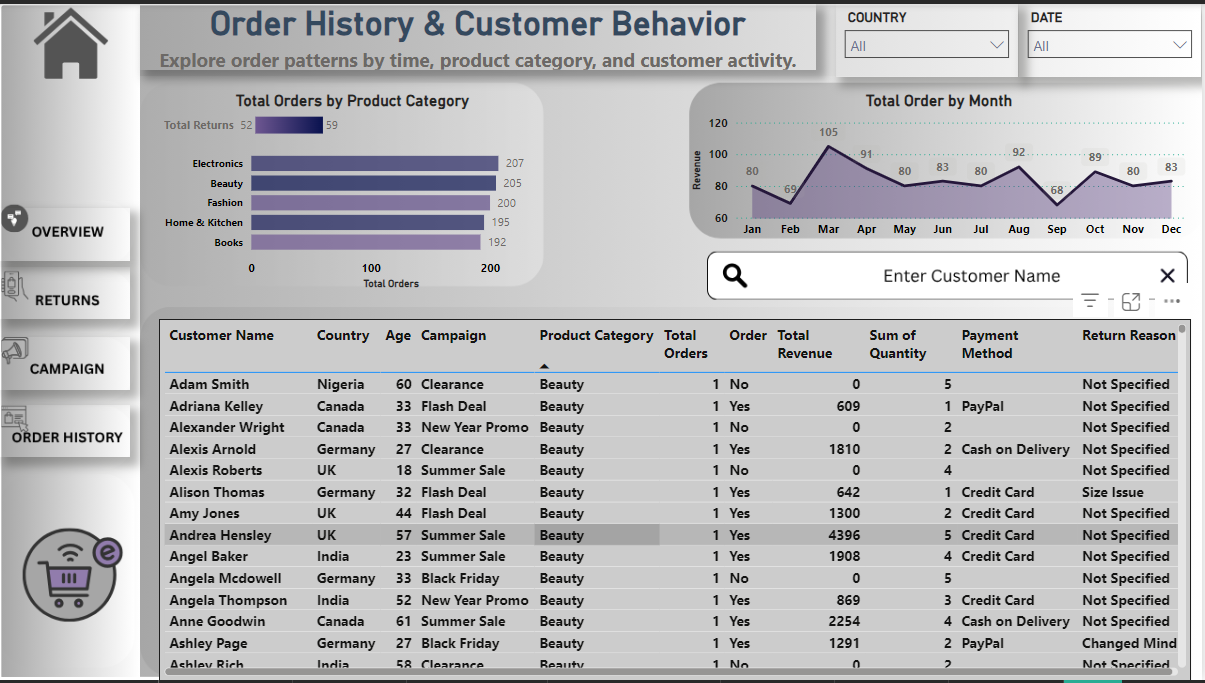 Order History & Customer Behavior
Explore order patterns by time, product category, and customer activity.
COUNTRY
All
DATE
All
OVERVIEW
RETURNS
CAMPAIGN
ORDER HISTORY
e
Total Orders by Product Category
Total Returns 52 59
Electronics 207
Beauty 205
Fashion 200
Home & Kitchen 195
Books 192
0 100 200
Total Orders
Total Order by Month
Revenue
120
100
80
60
80 69 105 91 80 83 80 92 68 89 80 83
Jan Feb Mar Apr May Jun Jul Aug Sep Oct Nov Dec
Enter Customer Name
Customer Name Country Age Campaign Product Category Total Orders Order Total Revenue Sum of Quantity Payment Method Return Reason
Adam Smith Nigeria 60 Clearance Beauty 1 No 0 5 Not Specified
Adriana Kelley Canada 33 Flash Deal Beauty 1 Yes 609 1 PayPal Not Specified
Alexander Wright Canada 33 New Year Promo Beauty 1 No 0 2 Not Specified
Alexis Arnold Germany 27 Clearance Beauty 1 Yes 1810 2 Cash on Delivery Not Specified
Alexis Roberts UK 18 Summer Sale Beauty 1 No 0 4 Not Specified
Alison Thomas Germany 32 Flash Deal Beauty 1 Yes 642 1 Credit Card Size Issue
Amy Jones UK 44 Flash Deal Beauty 1 Yes 1300 2 Credit Card Not Specified
Andrea Hensley UK 57 Summer Sale Beauty 1 Yes 4396 5 Credit Card Not Specified
Angel Baker India 23 Summer Sale Beauty 1 Yes 1908 4 Credit Card Not Specified
Angela Mcdowell Germany 33 Black Friday Beauty 1 No 0 5 Not Specified
Angela Thompson India 52 New Year Promo Beauty 1 Yes 869 3 Credit Card Not Specified
Anne Goodwin Canada 61 Summer Sale Beauty 1 Yes 2254 4 Cash on Delivery Not Specified
Ashley Page Germany 27 Black Friday Beauty 1 Yes 1291 2 PayPal Changed Mind
Ashley Rich India 58 Clearance Beauty 1 No 0 2 Not Specified